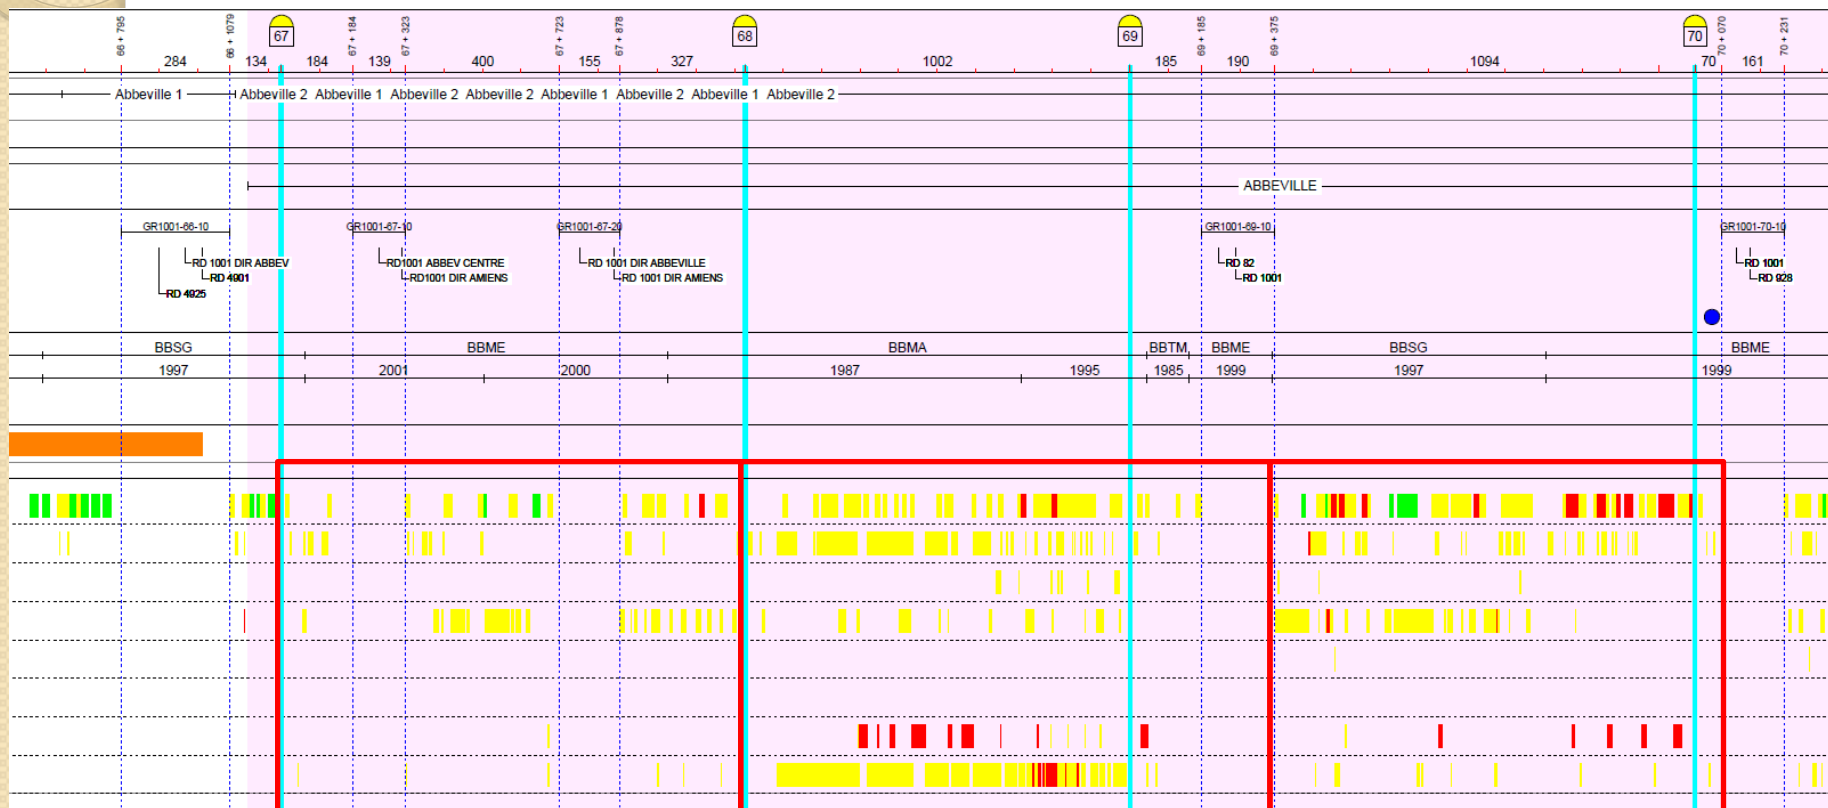 66 + 795
66 + 1079
67
67 + 184
67 + 323
67 + 723
67 + 878
68
69
69 + 185
69 + 375
70
70 + 070
70 + 231
284 134 184 139 400 155 327 1002 185 190 1094 70 161
Abbeville 1 Abbeville 2 Abbeville 1 Abbeville 2 Abbeville 2 Abbeville 1 Abbeville 2 Abbeville 1 Abbeville 2
ABBEVILLE
GR1001-66-10 GR1001-67-10 GR1001-67-20 GR1001-69-10 GR1001-70-10
RD 1001 DIR ABBEV RD1001 ABBEV CENTRE RD 1001 DIR ABBEVILLE RD 82 RD 1001
RD 4901 RD1001 DIR AMIENS RD 1001 DIR AMIENS RD 1001 RD 928
RD 4925
BBSG BBME BBMA BBTM BBME BBSG BBME
1997 2001 2000 1987 1995 1985 1999 1997 1999